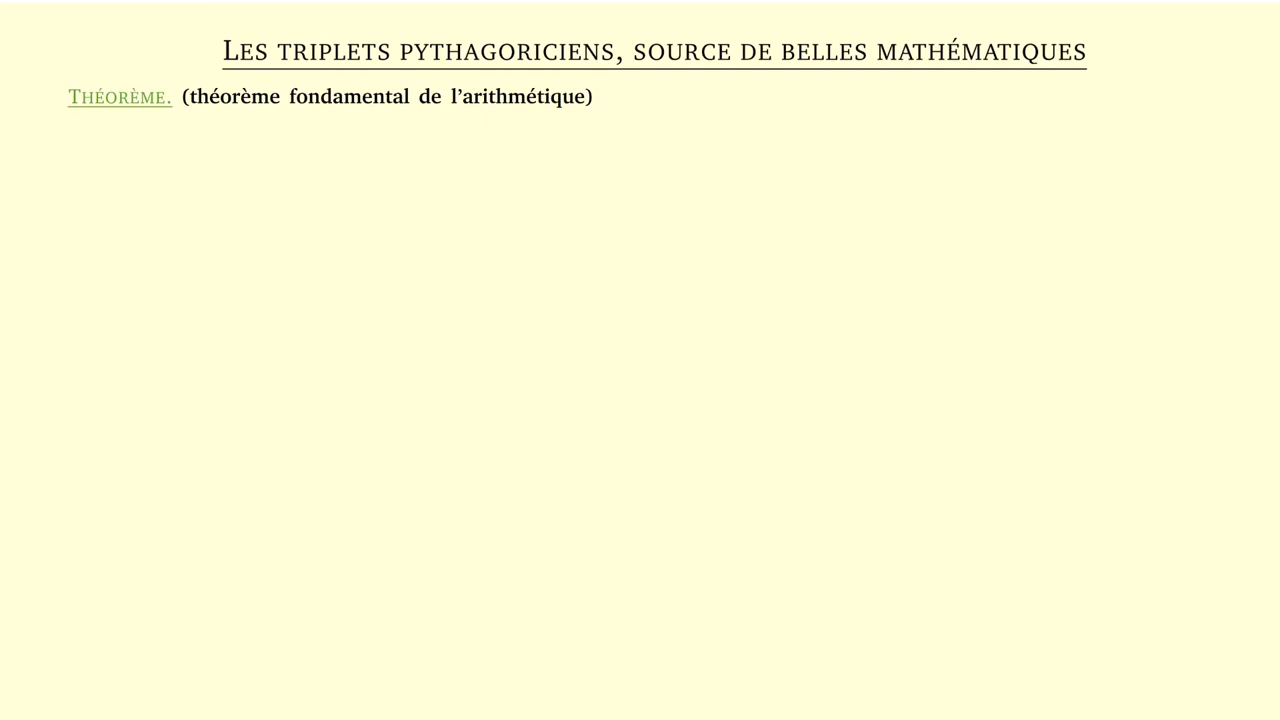 Les triplets pythagoriciens, source de belles mathématiques
Théorème. (théorème fondamental de l’arithmétique)